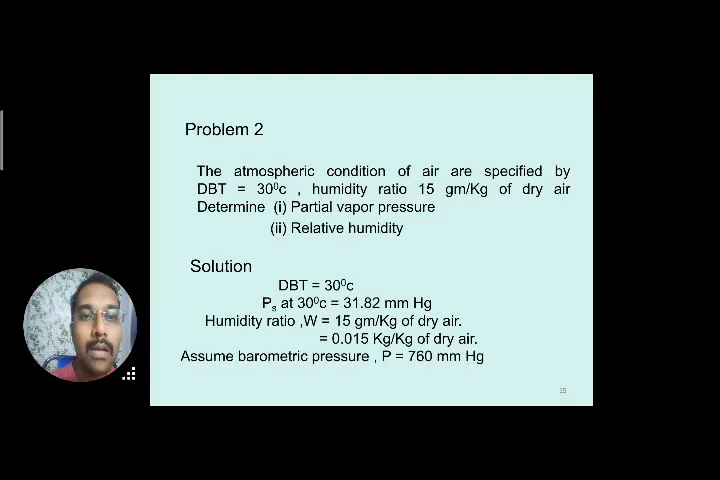 Problem 2
The atmospheric condition of air are specified by
DBT = 30⁰c , humidity ratio 15 gm/Kg of dry air
Determine (i) Partial vapor pressure
(ii) Relative humidity
Solution
DBT = 30⁰c
Pₛ at 30⁰c = 31.82 mm Hg
Humidity ratio ,W = 15 gm/Kg of dry air.
= 0.015 Kg/Kg of dry air.
Assume barometric pressure , P = 760 mm Hg
15